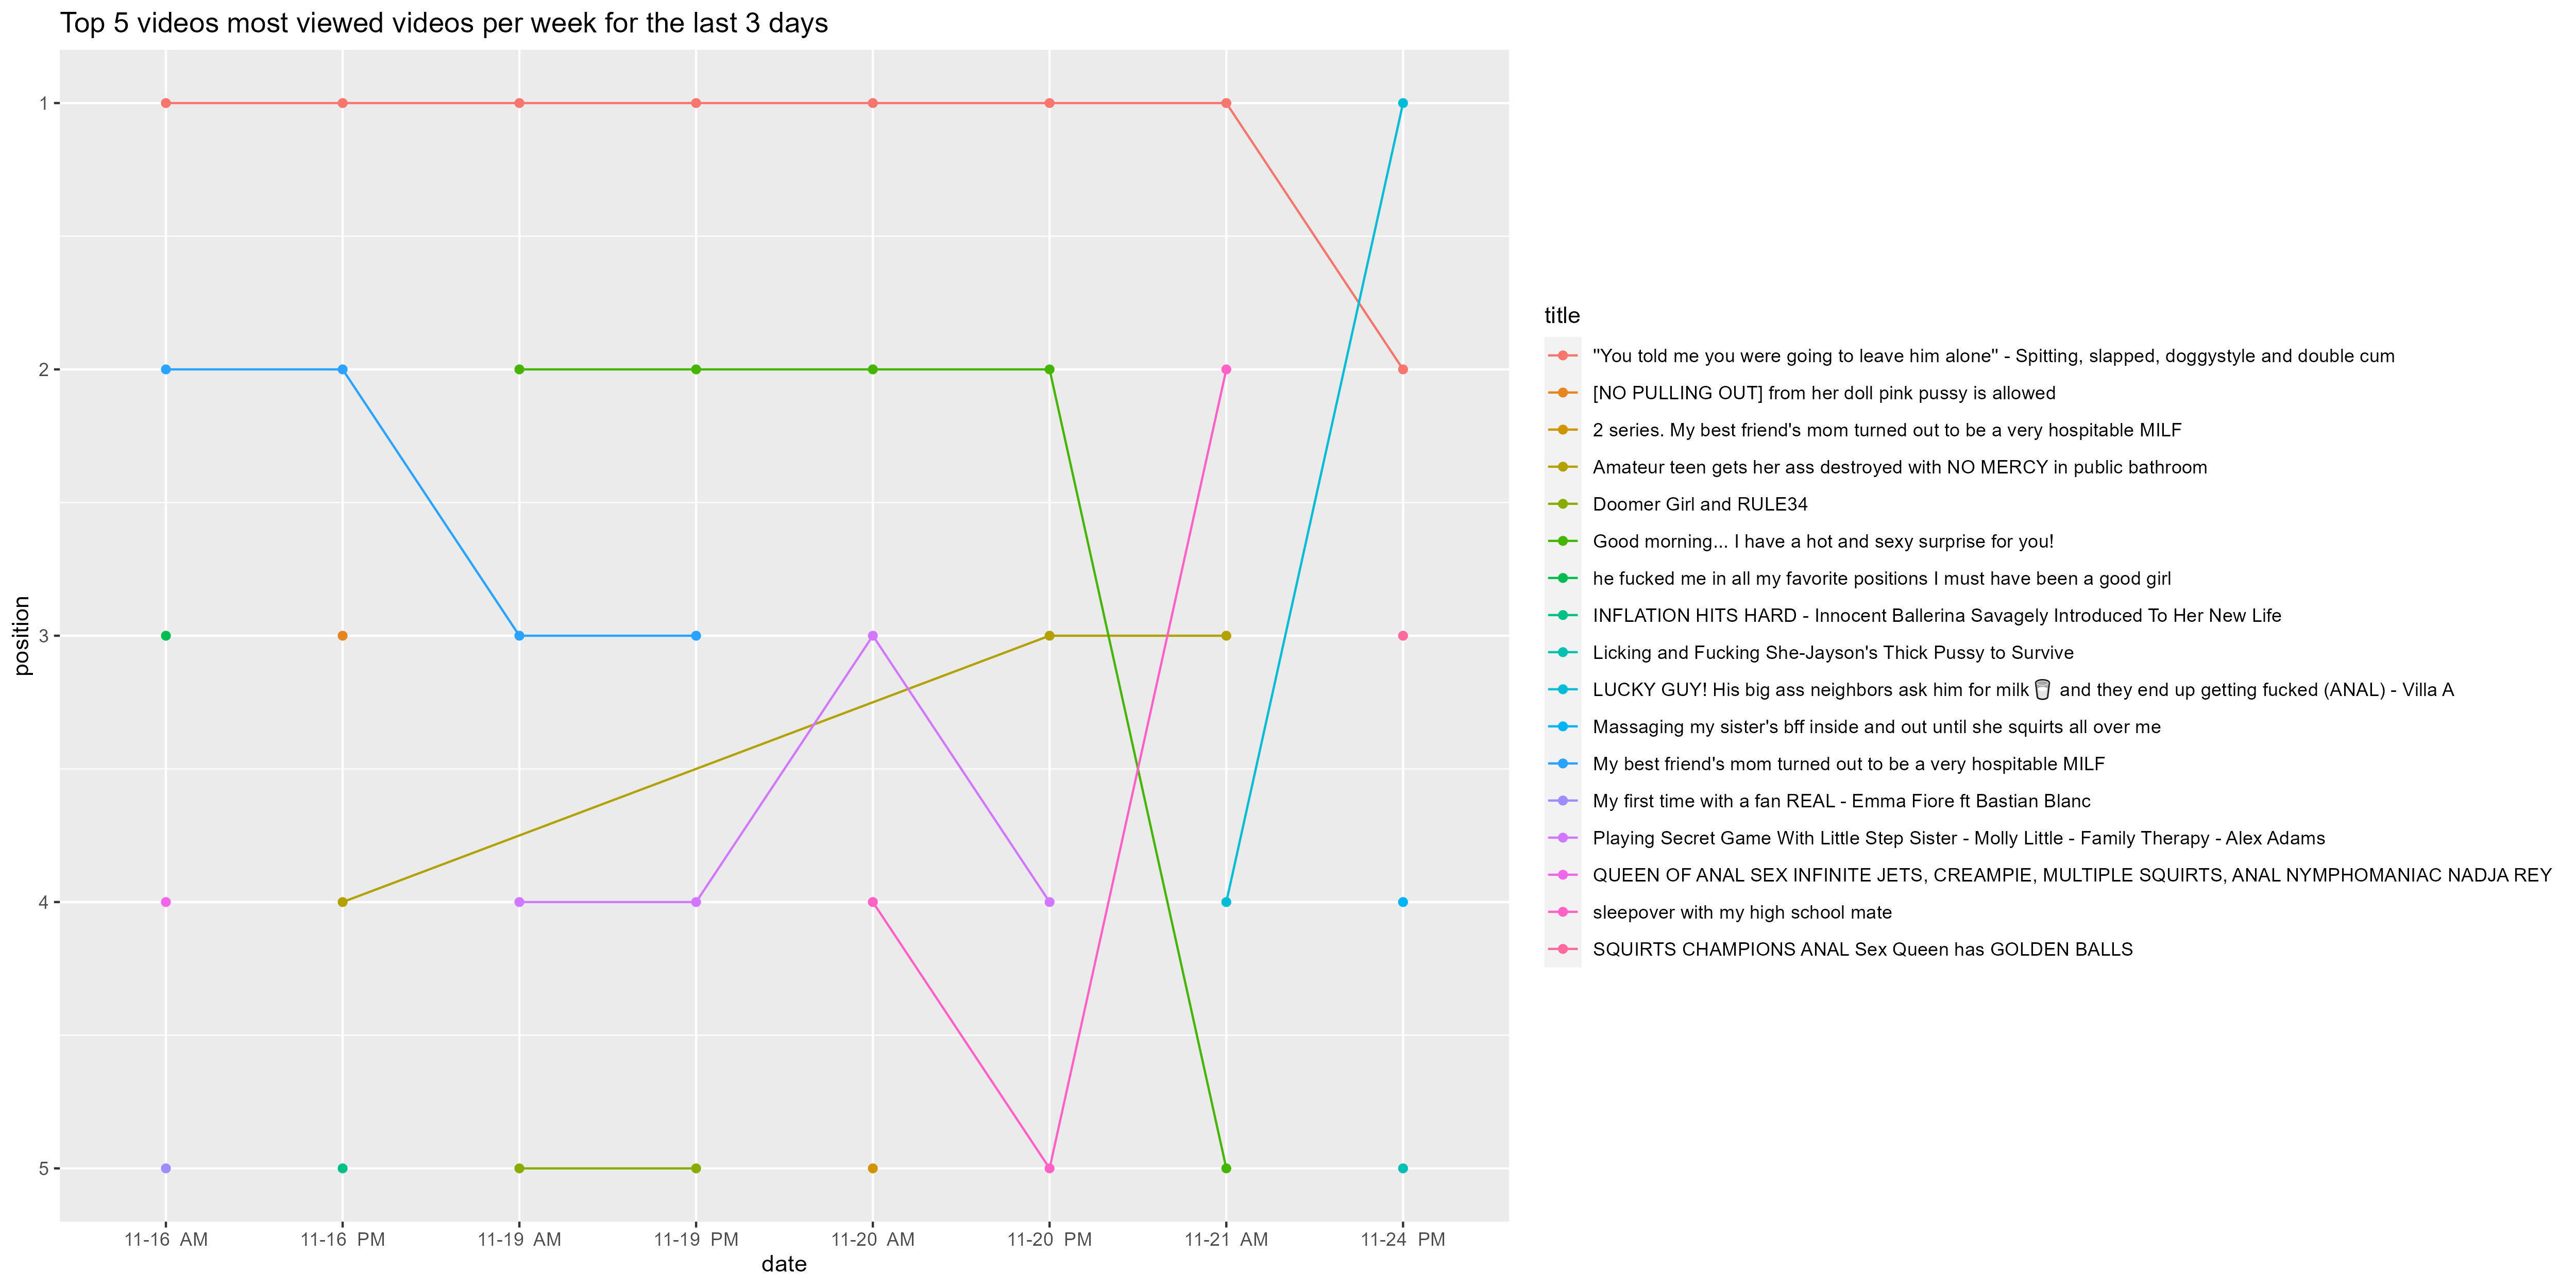 Top 5 videos most viewed videos per week for the last 3 days
1
2
3
4
5
position
11-16 AM
11-16 PM
11-19 AM
11-19 PM
11-20 AM
11-20 PM
11-21 AM
11-24 PM
date
title
"You told me you were going to leave him alone" - Spitting, slapped, doggystyle and double cum
[NO PULLING OUT] from her doll pink pussy is allowed
2 series. My best friend's mom turned out to be a very hospitable MILF
Amateur teen gets her ass destroyed with NO MERCY in public bathroom
Doomer Girl and RULE34
Good morning... I have a hot and sexy surprise for you!
he fucked me in all my favorite positions I must have been a good girl
INFLATION HITS HARD - Innocent Ballerina Savagely Introduced To Her New Life
Licking and Fucking She-Jayson's Thick Pussy to Survive
LUCKY GUY! His big ass neighbors ask him for milk 🥛 and they end up getting fucked (ANAL) - Villa A
Massaging my sister's bff inside and out until she squirts all over me
My best friend's mom turned out to be a very hospitable MILF
My first time with a fan REAL - Emma Fiore ft Bastian Blanc
Playing Secret Game With Little Step Sister - Molly Little - Family Therapy - Alex Adams
QUEEN OF ANAL SEX INFINITE JETS, CREAMPIE, MULTIPLE SQUIRTS, ANAL NYMPHOMANIAC NADJA REY
sleepover with my high school mate
SQUIRTS CHAMPIONS ANAL Sex Queen has GOLDEN BALLS